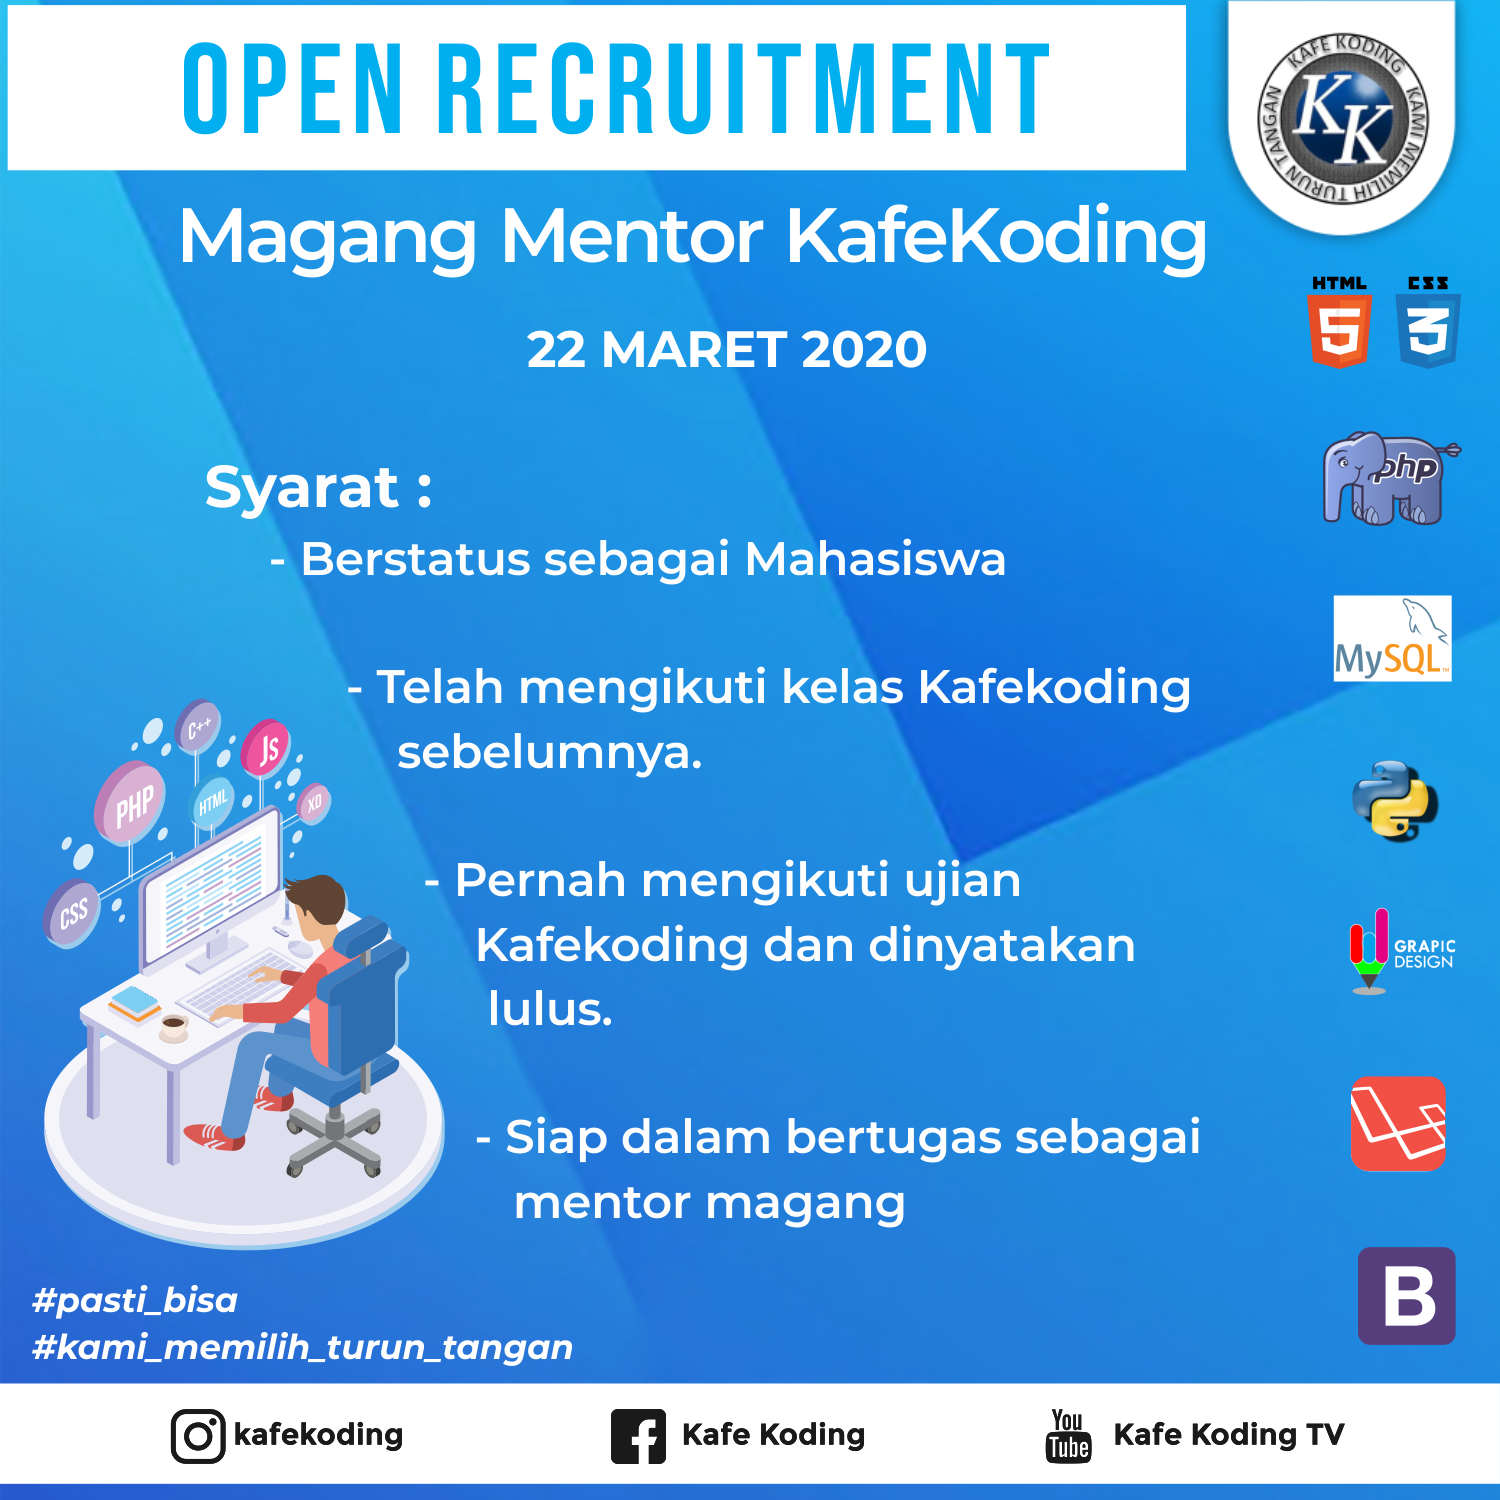 OPEN RECRUITMENT
KAFE KODING
KAMI MEMILIH TURUN TANGAN
KK
Magang Mentor KafeKoding
22 MARET 2020
HTML
CSS
5
3
php
MySQL
GRAPIC
DESIGN
B
Syarat :
- Berstatus sebagai Mahasiswa
- Telah mengikuti kelas Kafekoding
sebelumnya.
- Pernah mengikuti ujian
Kafekoding dan dinyatakan
lulus.
- Siap dalam bertugas sebagai
mentor magang
C++
JS
PHP
HTML
XD
CSS
#pasti_bisa
#kami_memilih_turun_tangan
kafekoding
Kafe Koding
You
Tube
Kafe Koding TV